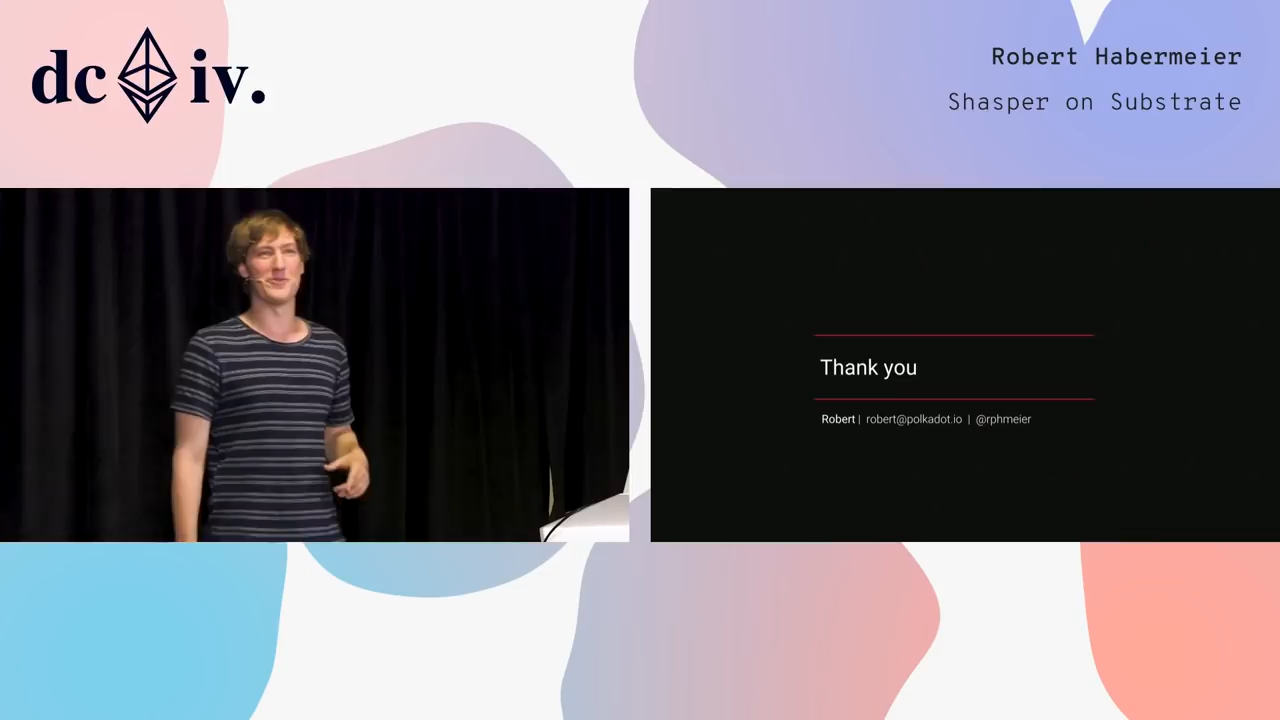 dc iv.
Robert Habermeier
Shasper on Substrate
Thank you
Robert | robert@polkadot.io | @rphmeier